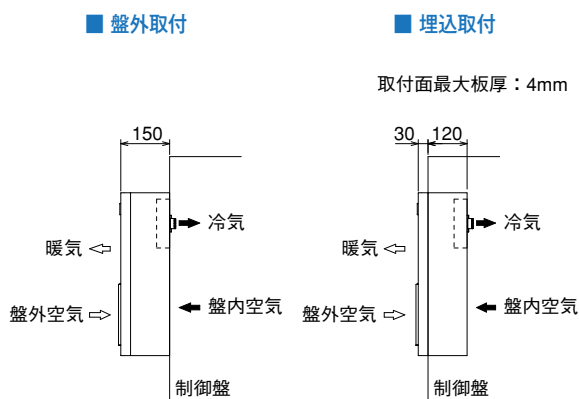 ■ 盤外取付
150
冷気
暖気
盤外空気
盤内空気
制御盤
■ 埋込取付
取付面最大板厚：4mm
30 120
冷気
暖気
盤外空気
盤内空気
制御盤